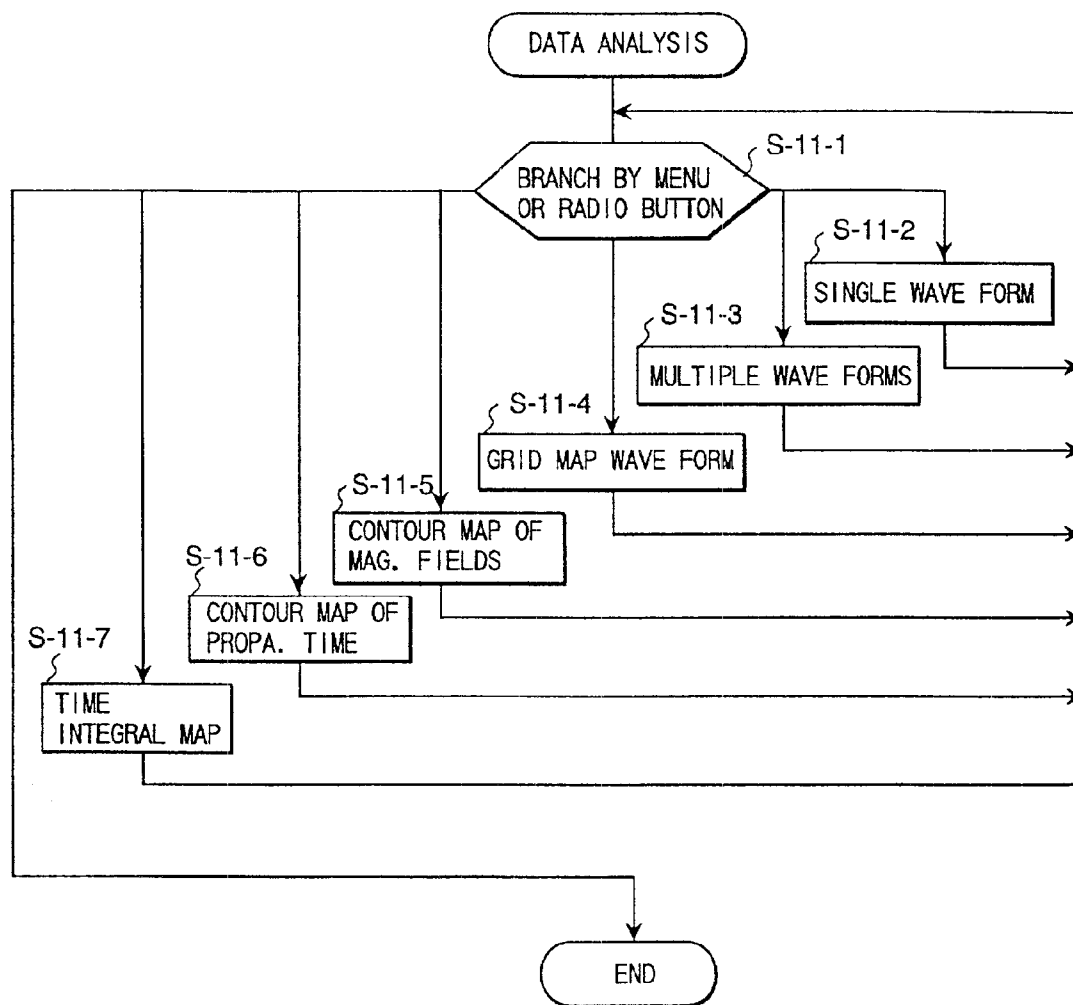 DATA ANALYSIS
S-11-1
BRANCH BY MENU
OR RADIO BUTTON
S-11-2
SINGLE WAVE FORM
S-11-3
MULTIPLE WAVE FORMS
S-11-4
GRID MAP WAVE FORM
S-11-5
CONTOUR MAP OF
MAG. FIELDS
S-11-6
CONTOUR MAP OF
PROPA. TIME
S-11-7
TIME
INTEGRAL MAP
END